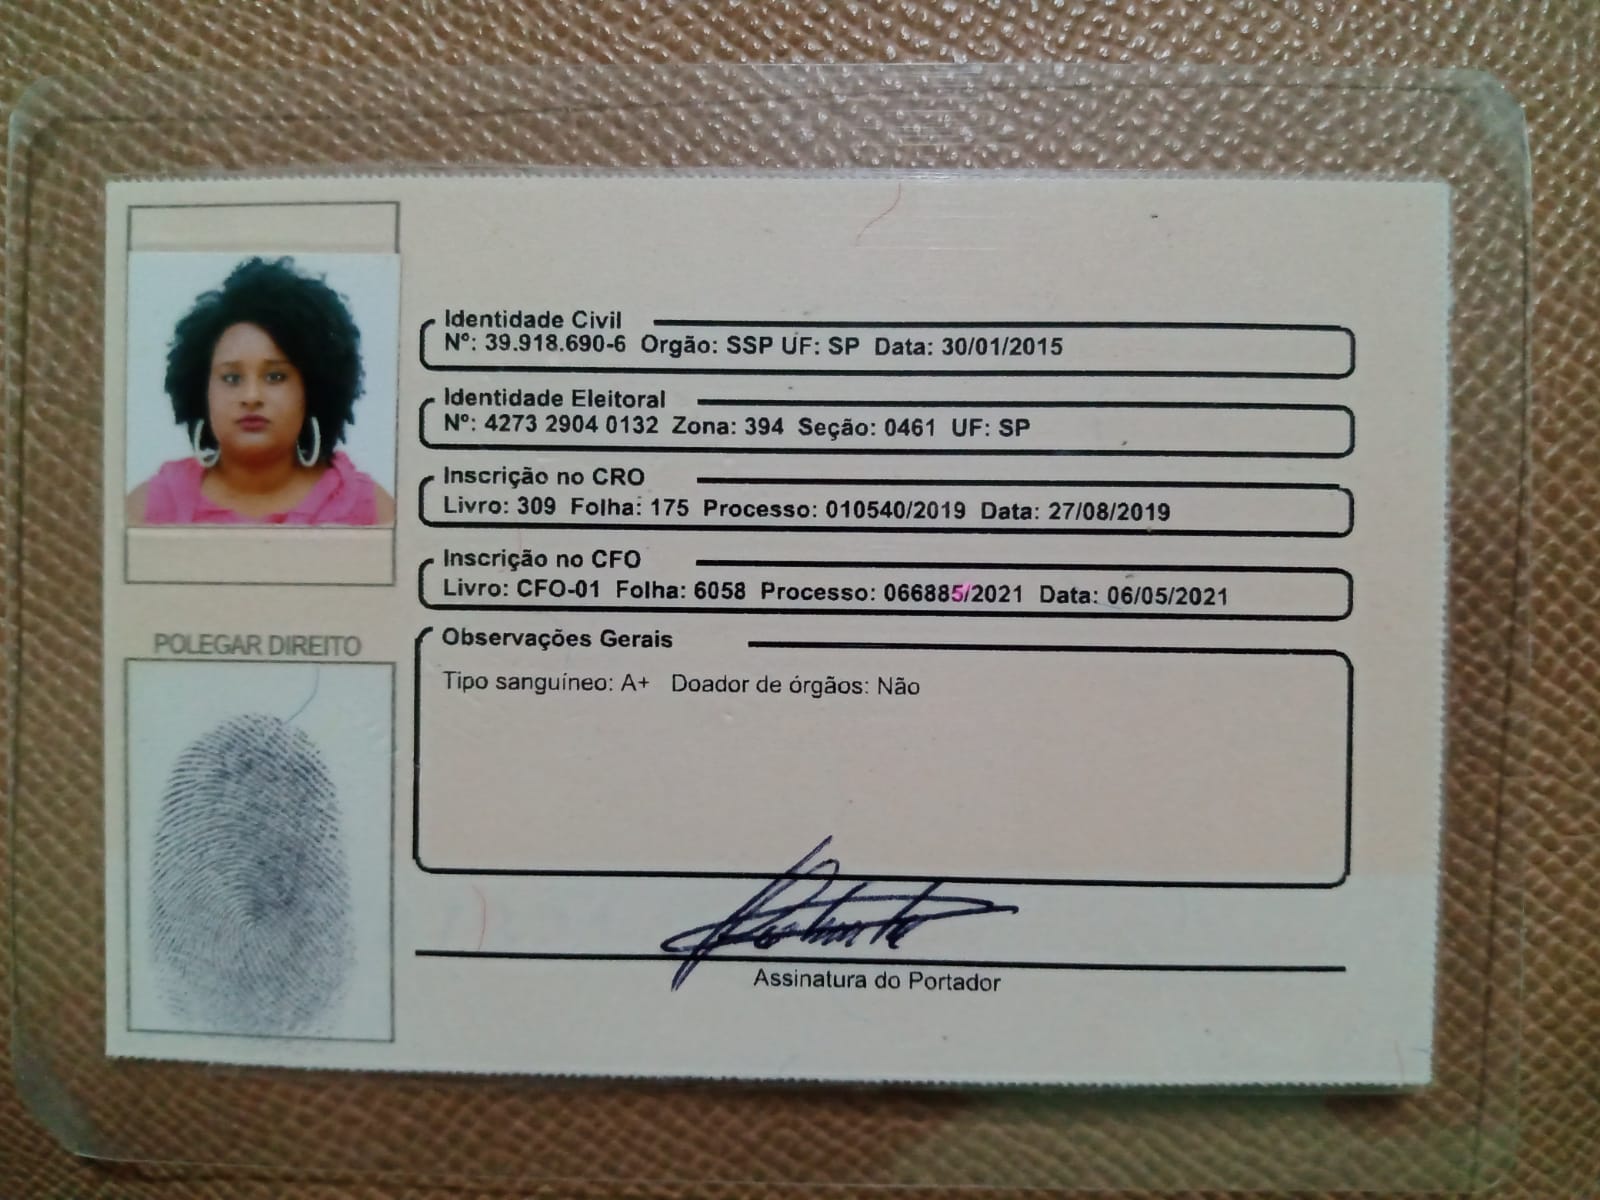 Identidade Civil
Nº: 39.918.690-6 Orgão: SSP UF: SP Data: 30/01/2015
Identidade Eleitoral
Nº: 4273 2904 0132 Zona: 394 Seção: 0461 UF: SP
Inscrição no CRO
Livro: 309 Folha: 175 Processo: 010540/2019 Data: 27/08/2019
Inscrição no CFO
Livro: CFO-01 Folha: 6058 Processo: 066885/2021 Data: 06/05/2021
POLEGAR DIREITO
Observações Gerais
Tipo sanguíneo: A+ Doador de órgãos: Não
Assinatura do Portador